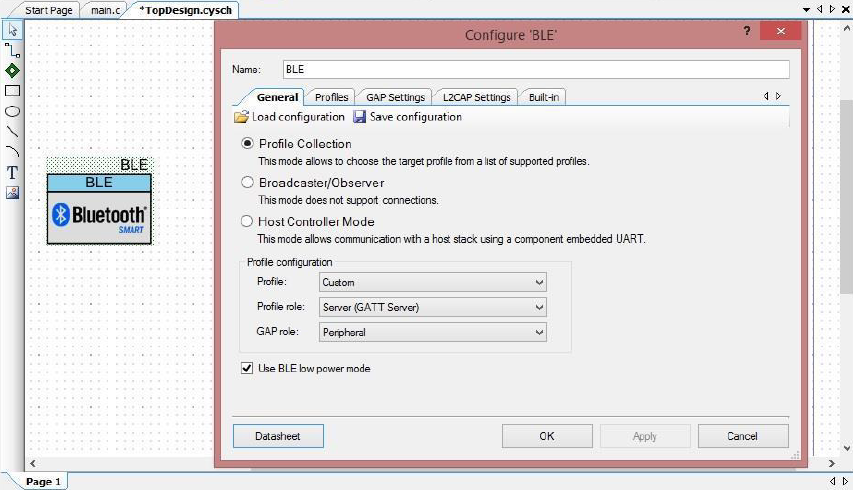 Start Page
main.c
*TopDesign.cysch
Configure 'BLE'
?
Name:
BLE
General
Profiles
GAP Settings
L2CAP Settings
Built-in
Load configuration
Save configuration
Profile Collection
This mode allows to choose the target profile from a list of supported profiles.
Broadcaster/Observer
This mode does not support connections.
Host Controller Mode
This mode allows communication with a host stack using a component embedded UART.
Profile configuration
Profile:
Custom
Profile role:
Server (GATT Server)
GAP role:
Peripheral
Use BLE low power mode
Datasheet
OK
Apply
Cancel
T
BLE
BLE
Bluetooth®
SMART
Page 1